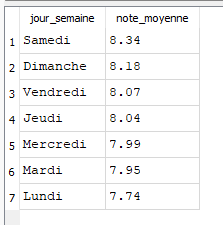 jour_semaine note_moyenne
1 Samedi 8.34
2 Dimanche 8.18
3 Vendredi 8.07
4 Jeudi 8.04
5 Mercredi 7.99
6 Mardi 7.95
7 Lundi 7.74